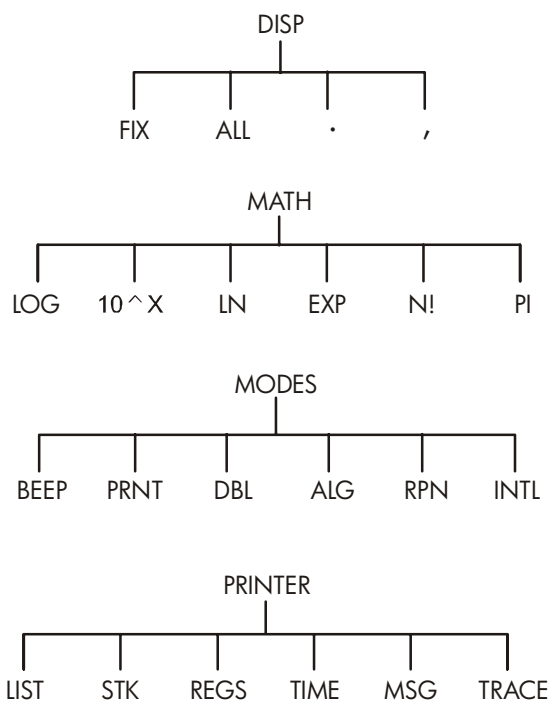 DISP
FIX ALL . ,
MATH
LOG 10^X LN EXP N! PI
MODES
BEEP PRNT DBL ALG RPN INTL
PRINTER
LIST STK REGS TIME MSG TRACE